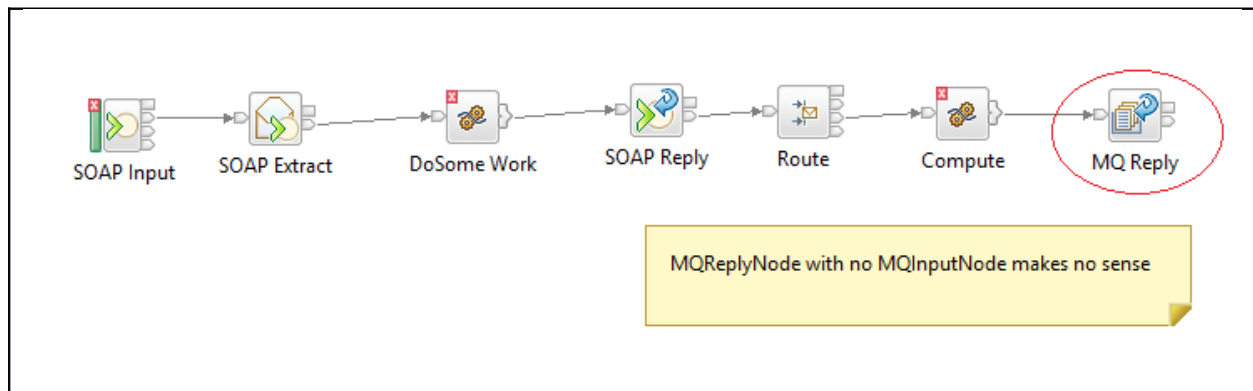 SOAP Input
SOAP Extract
DoSome Work
SOAP Reply
Route
Compute
MQ Reply
MQReplyNode with no MQInputNode makes no sense